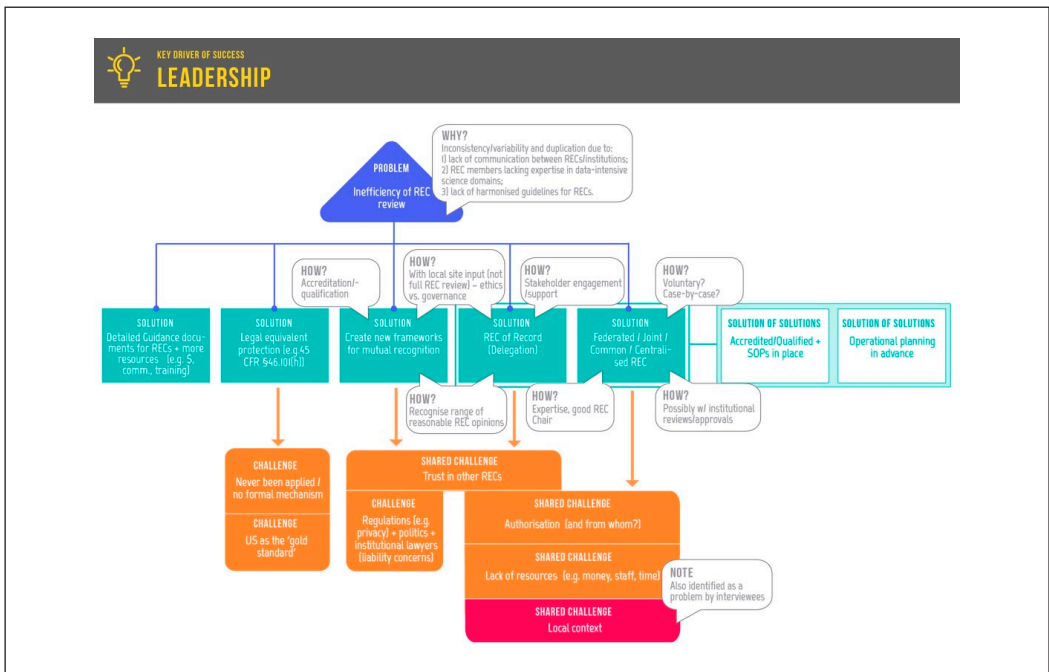 KEY DRIVER OF SUCCESS
LEADERSHIP
WHY?
Inconsistency/variability and duplication due to:
1) lack of communication between RECs/institutions;
2) REC members lacking expertise in data-intensive
science domains;
3) lack of harmonised guidelines for RECs.
PROBLEM
Inefficiency of REC
review
HOW?
Accreditation/-
qualification
HOW?
With local site input (not
full REC review) – ethics
vs. governance
HOW?
Stakeholder engagement
/support
HOW?
Voluntary?
Case-by-case?
SOLUTION
Detailed Guidance docu-
ments for RECs + more
resources (e.g. $,
comm., training)
SOLUTION
Legal equivalent
protection (e.g.45
CFR §46.101(h))
SOLUTION
Create new frameworks
for mutual recognition
SOLUTION
REC of Record
(Delegation)
SOLUTION
Federated / Joint /
Common / Central-
ised REC
SOLUTION OF SOLUTIONS
Accredited/Qualified +
SOPs in place
SOLUTION OF SOLUTIONS
Operational planning
in advance
HOW?
Recognise range of
reasonable REC opinions
HOW?
Expertise, good REC
Chair
HOW?
Possibly w/ institutional
reviews/approvals
CHALLENGE
Never been applied /
no formal mechanism
CHALLENGE
US as the 'gold
standard'
SHARED CHALLENGE
Trust in other RECs
CHALLENGE
Regulations (e.g.
privacy) + politics +
institutional lawyers
(liability concerns)
SHARED CHALLENGE
Authorisation (and from whom?)
SHARED CHALLENGE
Lack of resources (e.g. money, staff, time)
NOTE
Also identified as a
problem by interviewees
SHARED CHALLENGE
Local context